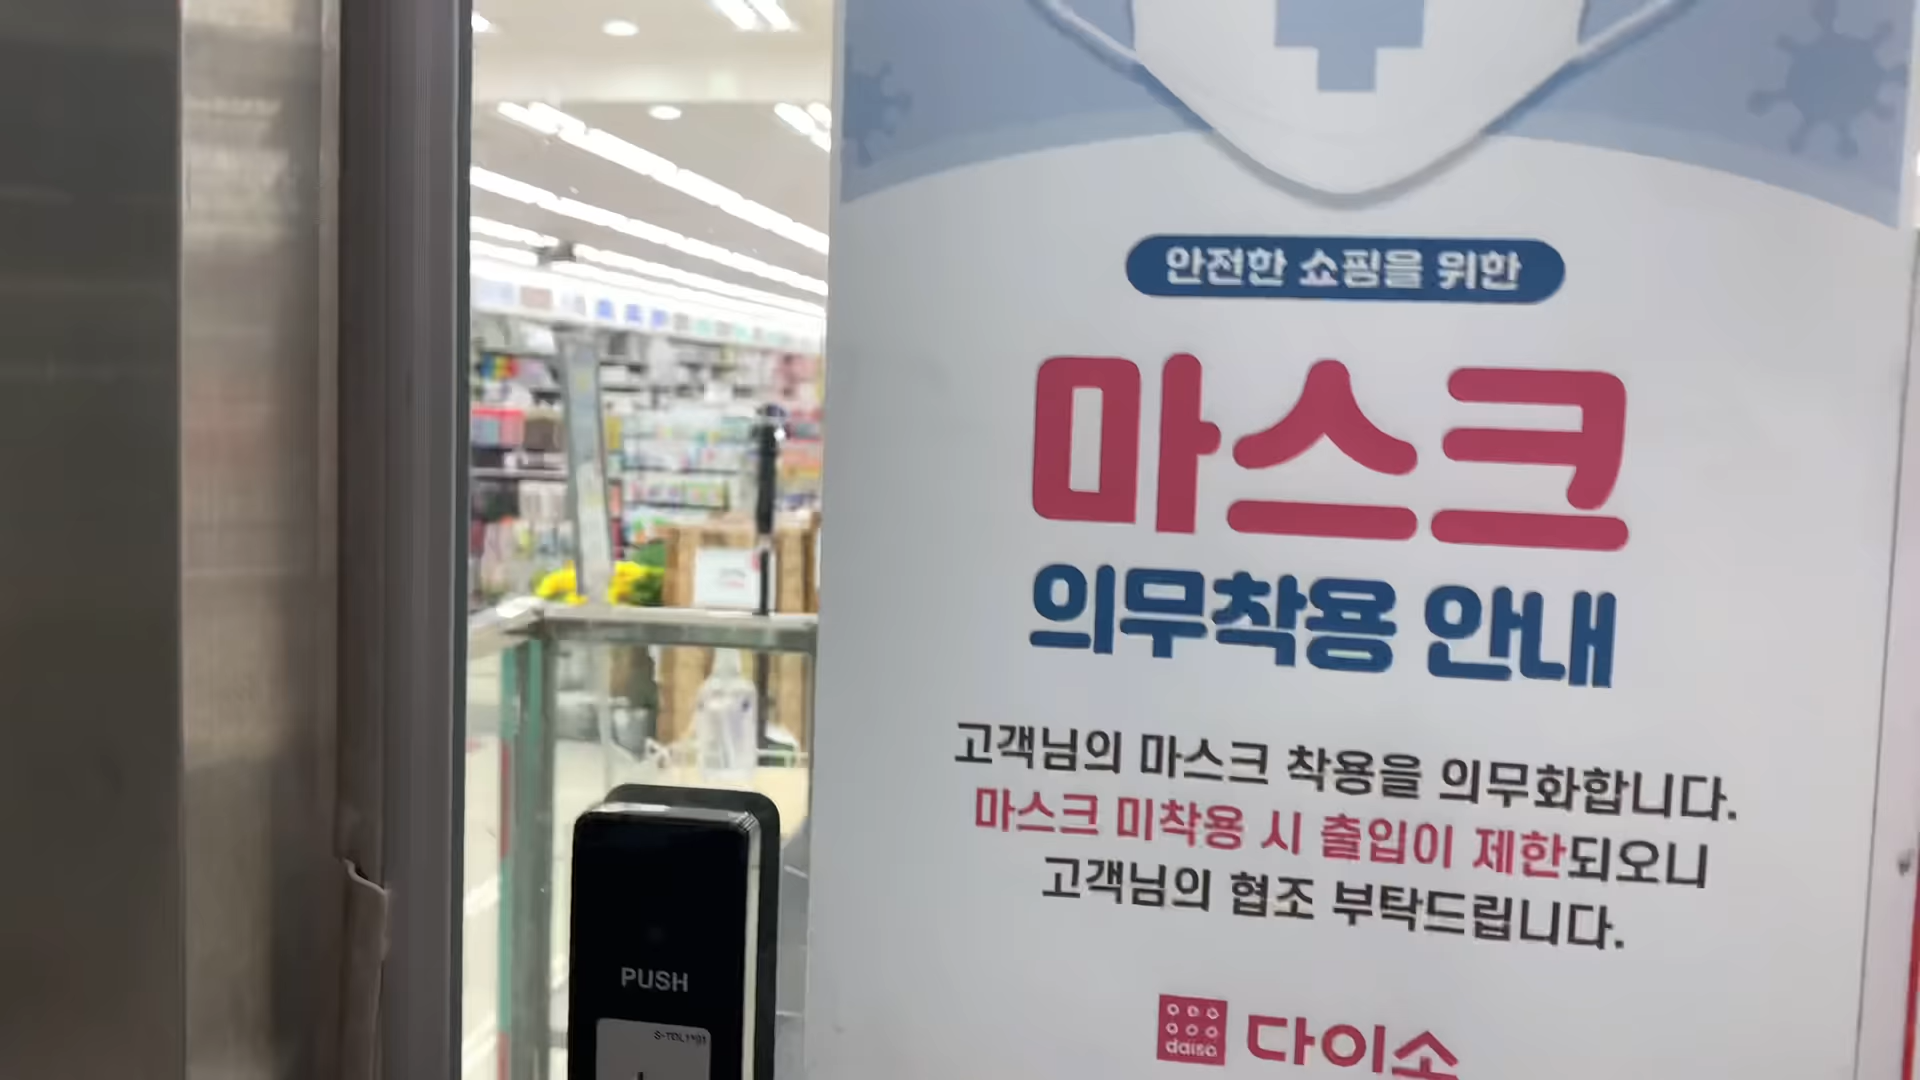 안전한 쇼핑을 위한
마스크
의무착용 안내
고객님의 마스크 착용을 의무화합니다.
마스크 미착용 시 출입이 제한되오니
고객님의 협조 부탁드립니다.
daiso 다이소
PUSH